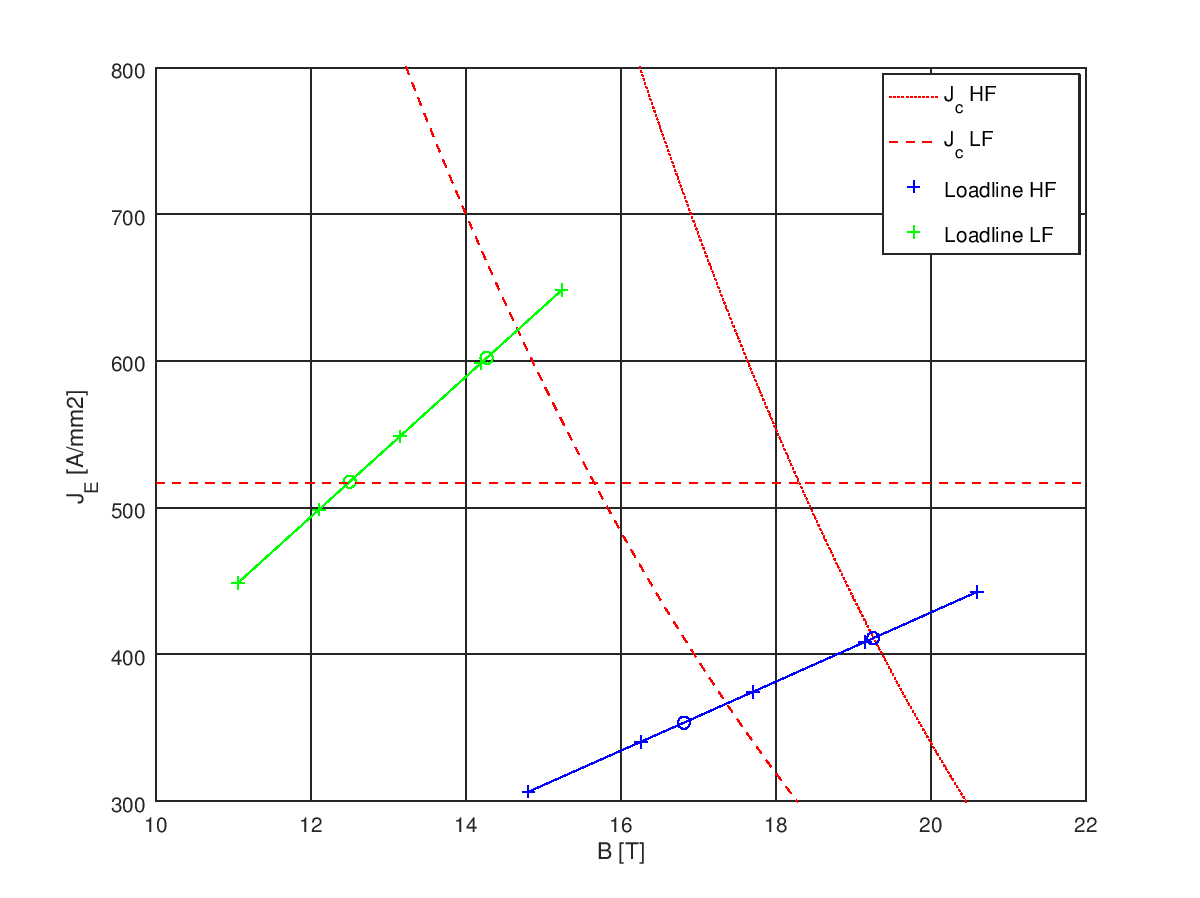 800
700
600
500
400
300
10 12 14 16 18 20 22
B [T]
J_E [A/mm2]
J_c HF
J_c LF
Loadline HF
Loadline LF